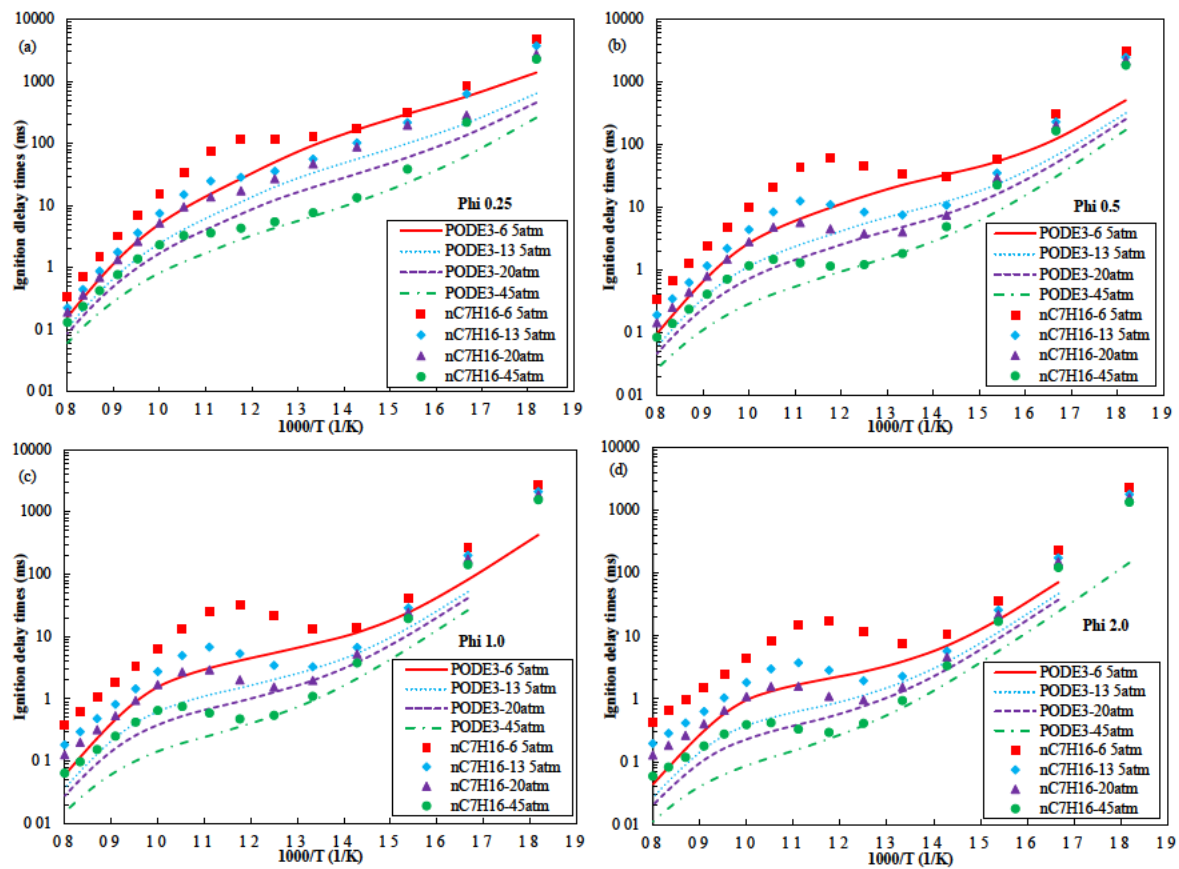 10000
1000
100
10
1
0 1
0 01
Ignition delay times (ms)
(a)
Phi 0.25
PODE3-6 5atm
PODE3-13 5atm
PODE3-20atm
PODE3-45atm
nC7H16-6 5atm
nC7H16-13 5atm
nC7H16-20atm
nC7H16-45atm
0 8 0 9 1 0 1 1 1 2 1 3 1 4 1 5 1 6 1 7 1 8 1 9
1000/T (1/K)
10000
1000
100
10
1
0 1
0 01
Ignition delay times (ms)
(b)
Phi 0.5
PODE3-6 5atm
PODE3-13 5atm
PODE3-20atm
PODE3-45atm
nC7H16-6 5atm
nC7H16-13 5atm
nC7H16-20atm
nC7H16-45atm
0 8 0 9 1 0 1 1 1 2 1 3 1 4 1 5 1 6 1 7 1 8 1 9
1000/T (1/K)
10000
1000
100
10
1
0 1
0 01
Ignition delay times (ms)
(c)
Phi 1.0
PODE3-6 5atm
PODE3-13 5atm
PODE3-20atm
PODE3-45atm
nC7H16-6 5atm
nC7H16-13 5atm
nC7H16-20atm
nC7H16-45atm
0 8 0 9 1 0 1 1 1 2 1 3 1 4 1 5 1 6 1 7 1 8 1 9
1000/T (1/K)
10000
1000
100
10
1
0 1
0 01
Ignition delay times (ms)
(d)
Phi 2.0
PODE3-6 5atm
PODE3-13 5atm
PODE3-20atm
PODE3-45atm
nC7H16-6 5atm
nC7H16-13 5atm
nC7H16-20atm
nC7H16-45atm
0 8 0 9 1 0 1 1 1 2 1 3 1 4 1 5 1 6 1 7 1 8 1 9
1000/T (1/K)